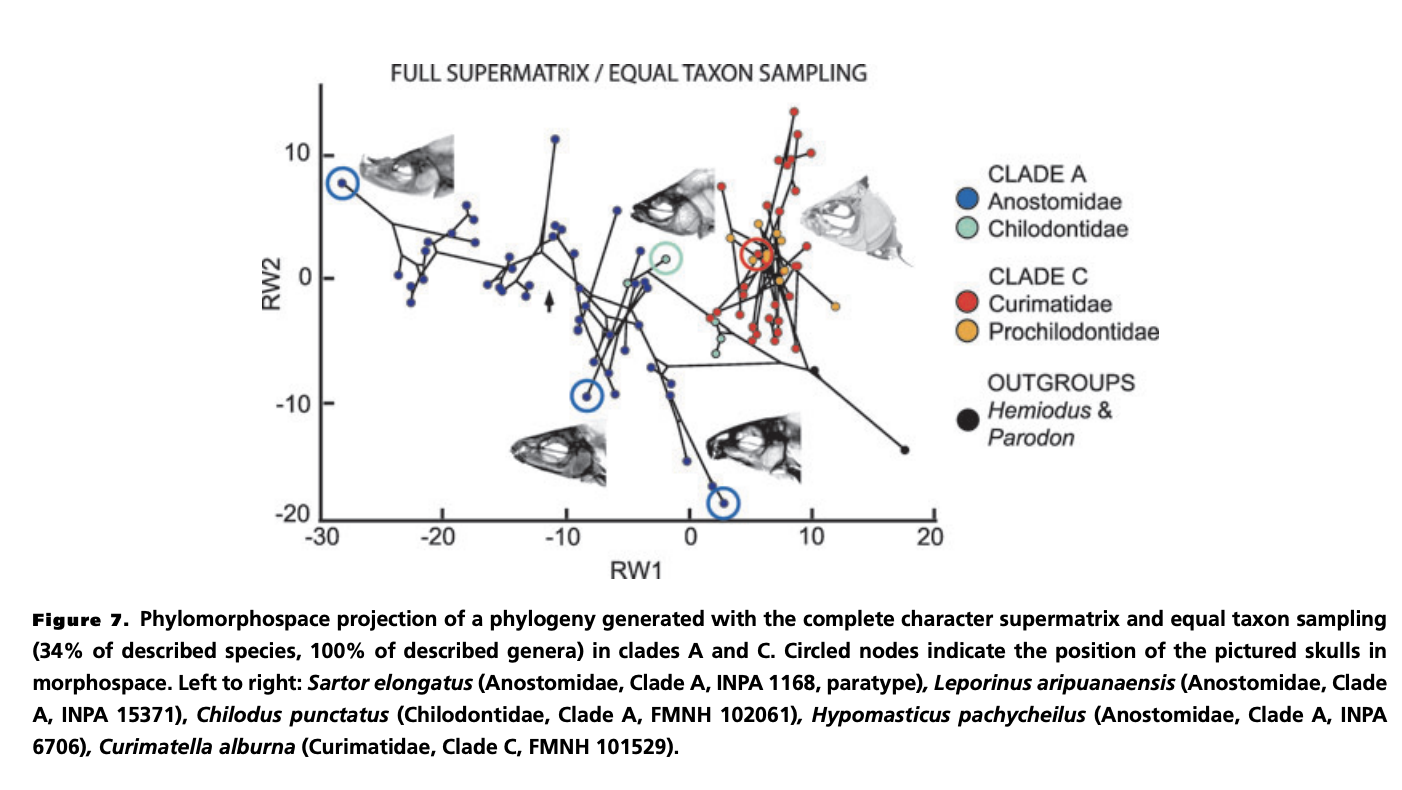 FULL SUPERMATRIX / EQUAL TAXON SAMPLING
10
0
-10
-20
RW2
-30
-20
-10
0
10
20
RW1
CLADE A
Anostomidae
Chilodontidae
CLADE C
Curimatidae
Prochilodontidae
OUTGROUPS
Hemiodus &
Parodon
Figure 7. Phylomorphospace projection of a phylogeny generated with the complete character supermatrix and equal taxon sampling
(34% of described species, 100% of described genera) in clades A and C. Circled nodes indicate the position of the pictured skulls in
morphospace. Left to right: Sartor elongatus (Anostomidae, Clade A, INPA 1168, paratype), Leporinus aripuanaensis (Anostomidae, Clade
A, INPA 15371), Chilodus punctatus (Chilodontidae, Clade A, FMNH 102061), Hypomasticus pachycheilus (Anostomidae, Clade A, INPA
6706), Curimatella alburna (Curimatidae, Clade C, FMNH 101529).